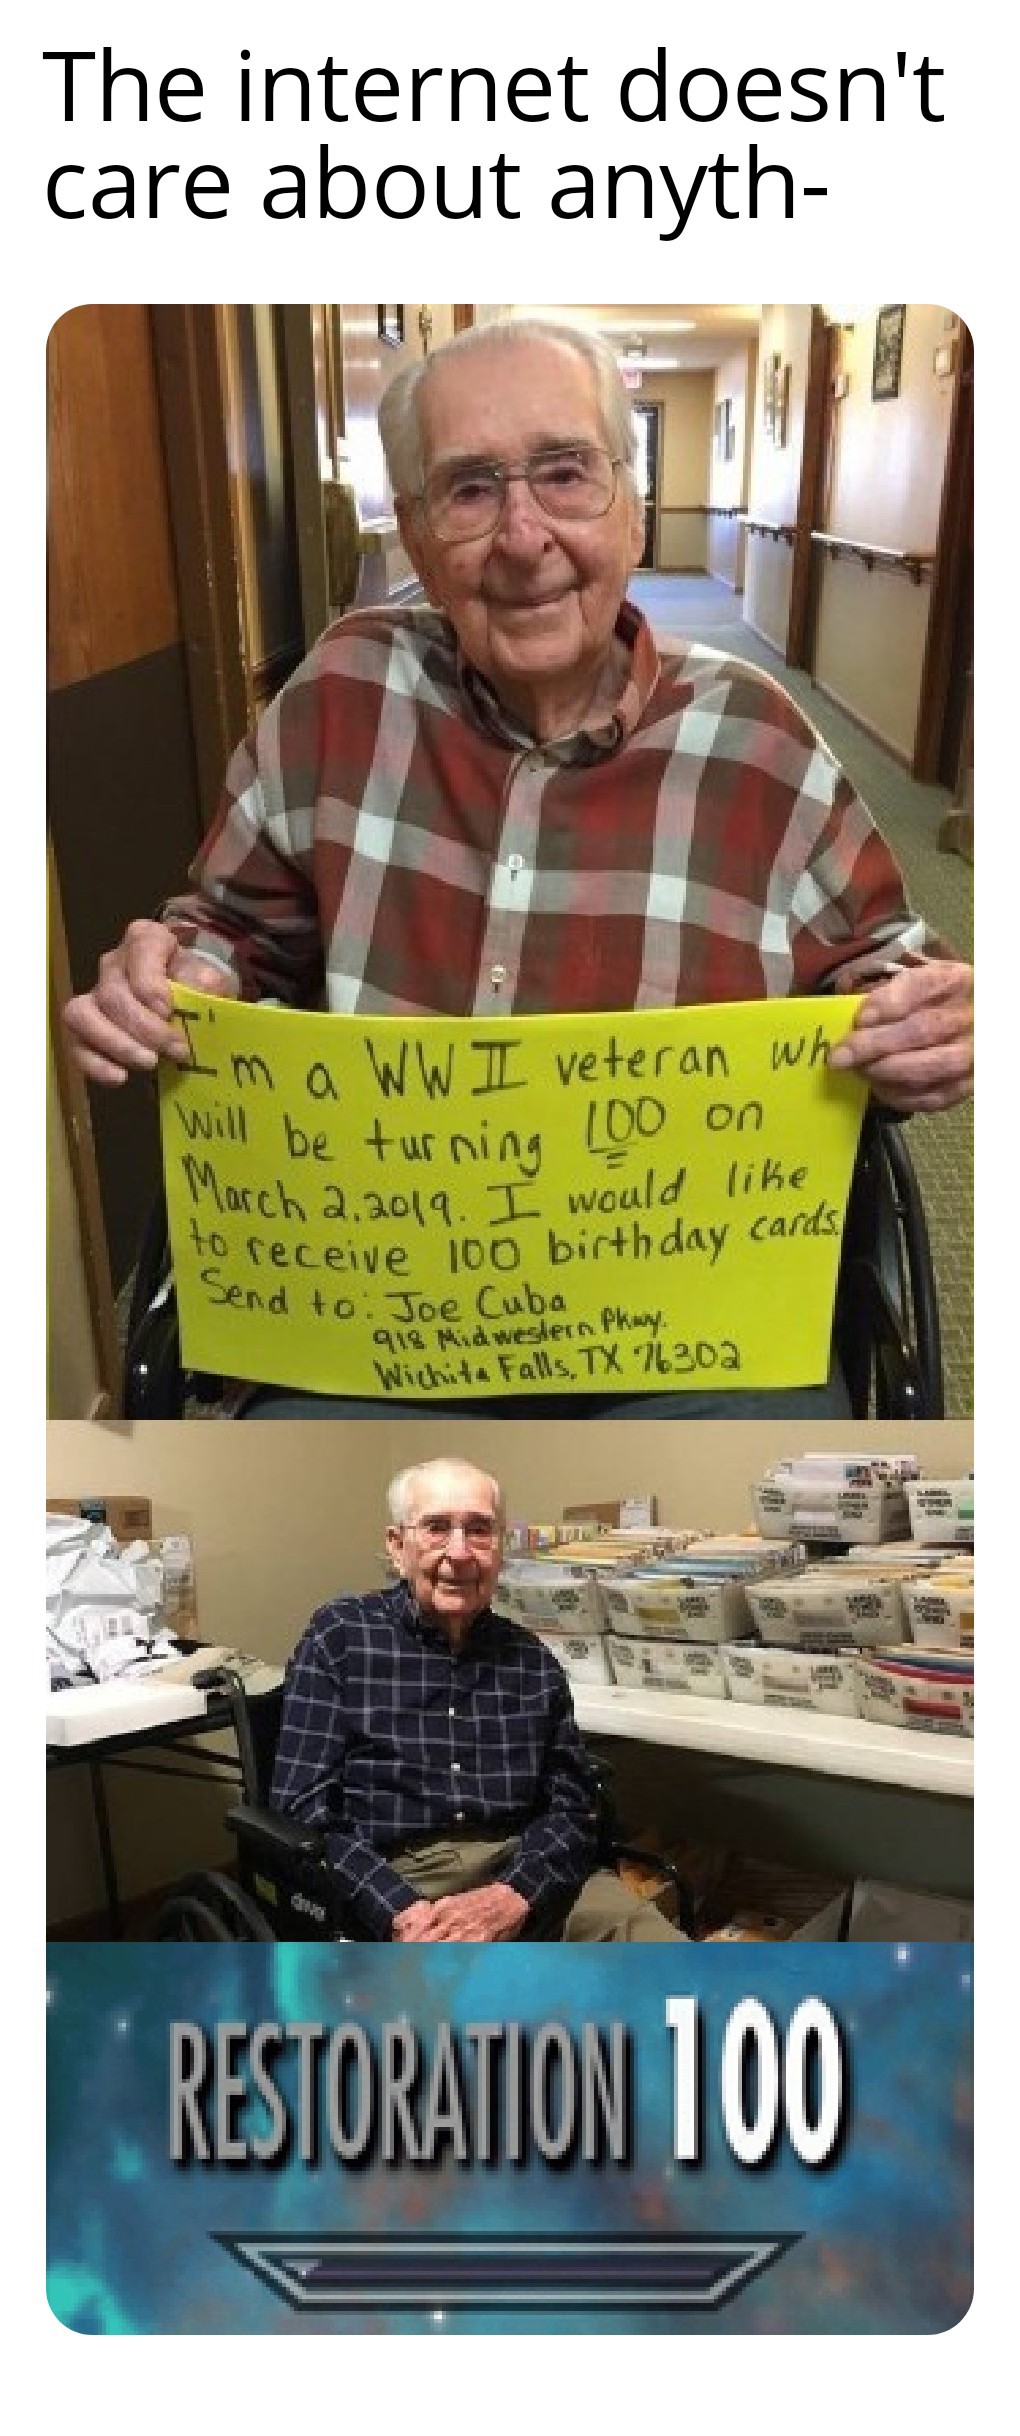 The internet doesn't
care about anyth-
I'm a WW II veteran wh
will be turning 100 on
March 2, 2019. I would like
to receive 100 birthday cards.
Send to: Joe Cuba
918 Midwestern Pkwy.
Wichita Falls, TX 76302
RESTORATION 100